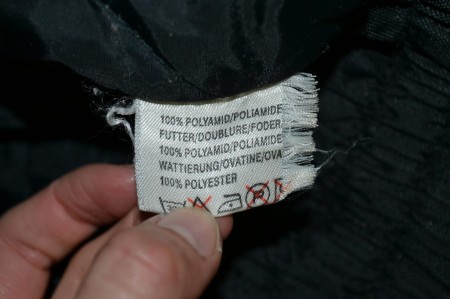 100% POLYAMID/POLIAMIDE
FUTTER/DOUBLURE/FODER
100% POLYAMID/POLIAMIDE
WATTIERUNG/OVATINE/OVA
100% POLYESTER